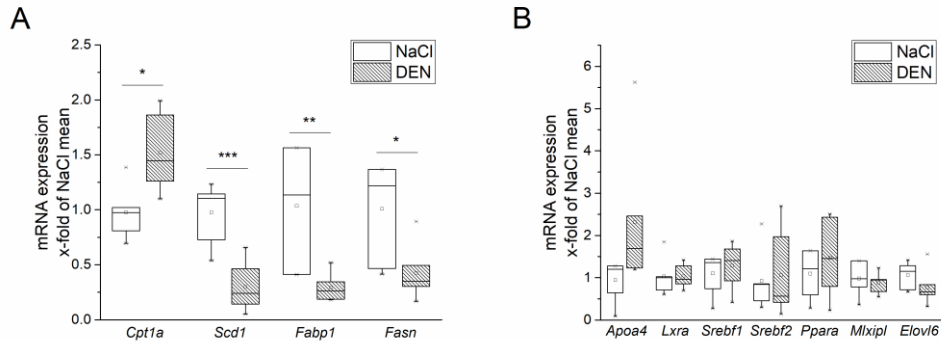 A
mRNA expression
x-fold of NaCl mean
2.5
2.0
1.5
1.0
0.5
0.0
NaCl
DEN
*
***
**
*
Cpt1a Scd1 Fabp1 Fasn
B
mRNA expression
x-fold of NaCl mean
6
5
4
3
2
1
0
NaCl
DEN
Apoa4 Lxra Srebf1 Srebf2 Ppara Mlxipl Elovl6